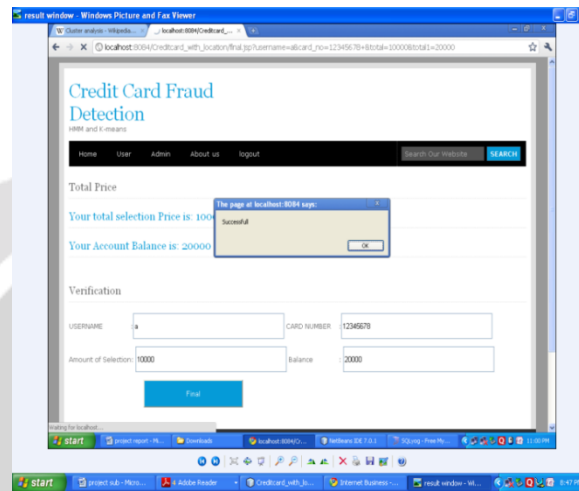 result window - Windows Picture and Fax Viewer
Cluster analysis - Wikipedia... localhost:8084/Creditcard_...
localhost:8084/Creditcard_with_location/final.jsp?username=a&card_no=12345678+&total=10000&total1=20000
Credit Card Fraud
Detection
HMM and K-means
Home User Admin About us logout Search Our Website SEARCH
Total Price
The page at localhost:8084 says:
Your total selection Price is: 1000
Successfull
Your Account Balance is: 20000
OK
Verification
USERNAME : a CARD NUMBER : 12345678
Amount of Selection: 10000 Balance : 20000
Final
Waiting for localhost...
start project report - Mi... Downloads localhost:8084/Cr... NetBeans IDE 7.0.1 SQLyog - Free My... 11:00 PM
start project sub - Micro... 4 Adobe Reader Creditcard_with_lo... Internet Business -... result window - Wi... 8:47 P